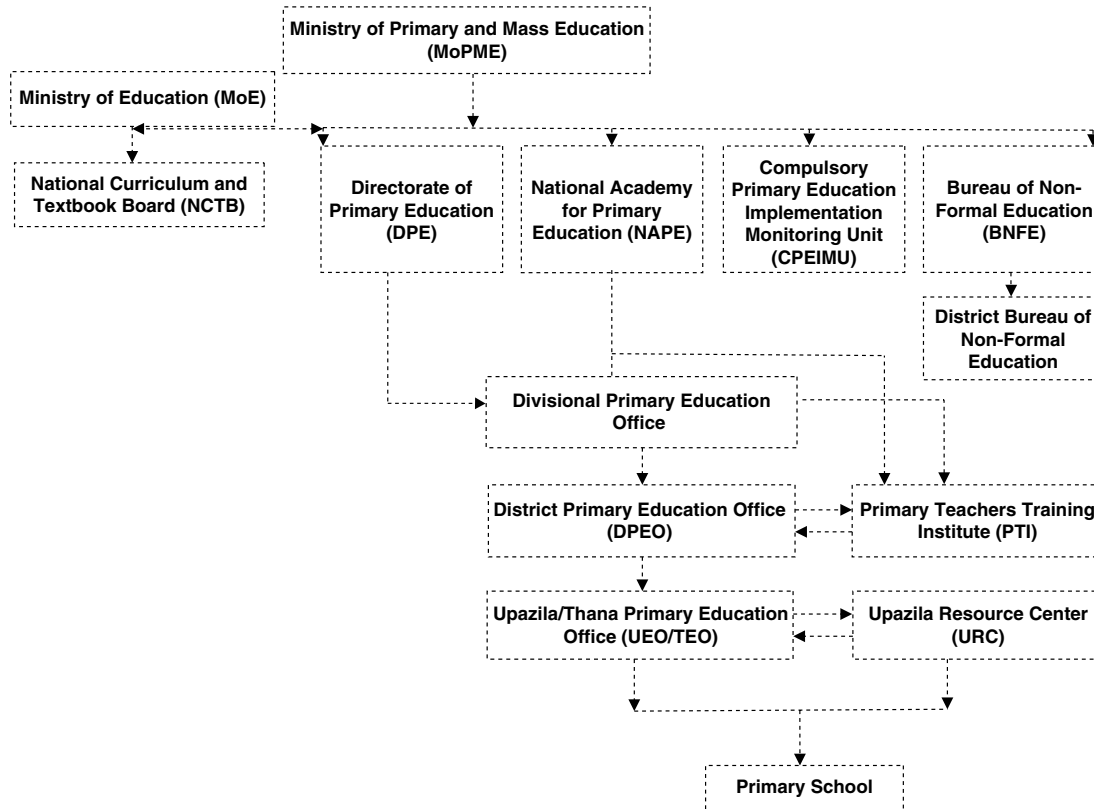 Ministry of Primary and Mass Education
(MoPME)
Ministry of Education (MoE)
National Curriculum and
Textbook Board (NCTB)
Directorate of
Primary Education
(DPE)
National Academy
for Primary
Education (NAPE)
Compulsory
Primary Education
Implementation
Monitoring Unit
(CPEIMU)
Bureau of Non-
Formal Education
(BNFE)
District Bureau of
Non-Formal
Education
Divisional Primary Education
Office
District Primary Education Office
(DPEO)
Primary Teachers Training
Institute (PTI)
Upazila/Thana Primary Education
Office (UEO/TEO)
Upazila Resource Center
(URC)
Primary School